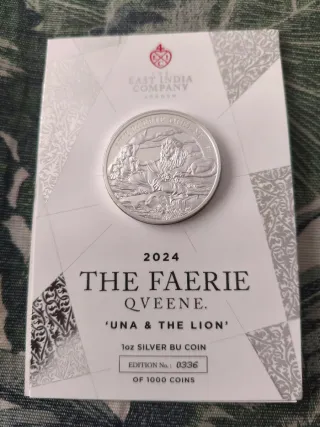 EAST INDIA
COMPANY
LONDON
2024
THE FAERIE
QVEENE.
'UNA & THE LION'
1oz SILVER BU COIN
EDITION No.: 0336
OF 1000 COINS